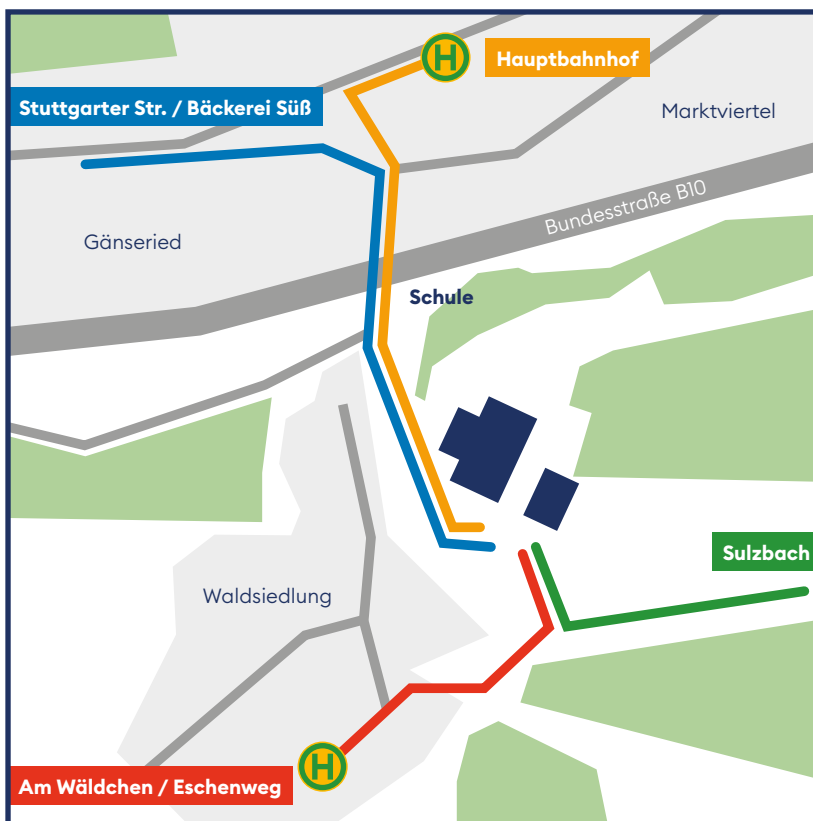 H
Hauptbahnhof
Stuttgarter Str. / Bäckerei Süß
Marktviertel
Bundesstraße B10
Gänseried
Schule
Sulzbach
Waldsiedlung
H
Am Wäldchen / Eschenweg